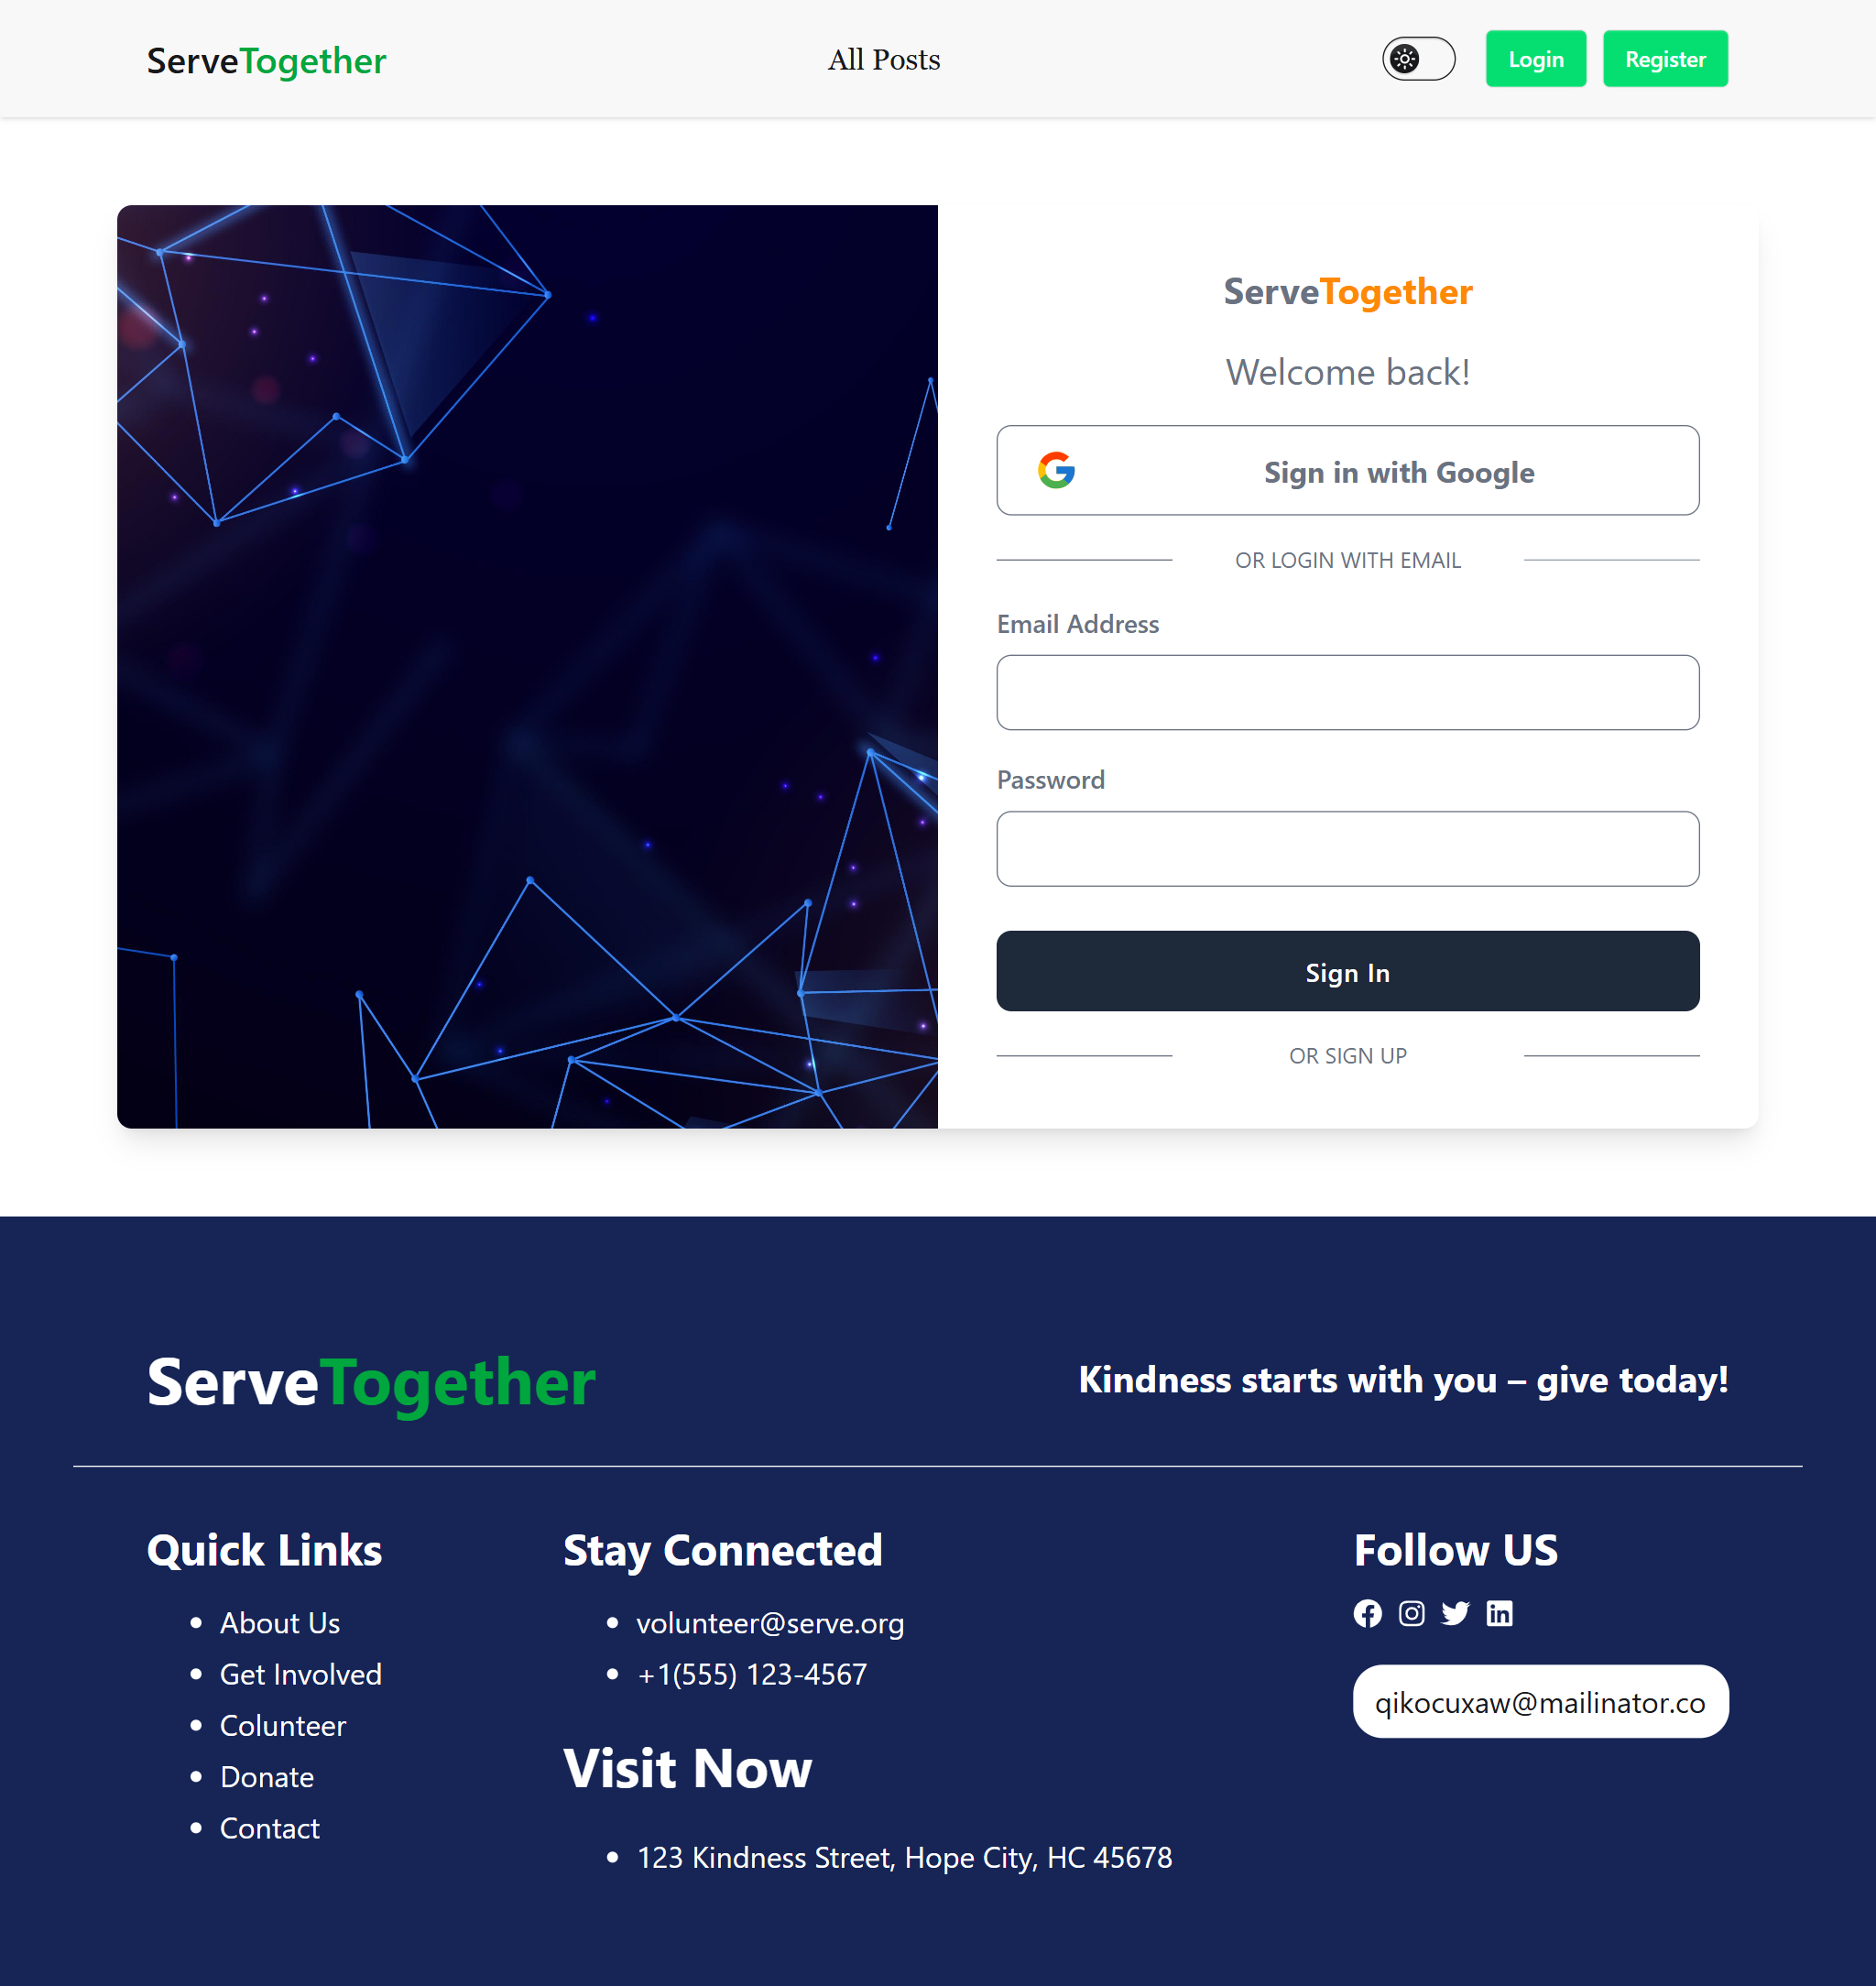 ServeTogether
All Posts
Login
Register
ServeTogether
Welcome back!
Sign in with Google
OR LOGIN WITH EMAIL
Email Address
Password
Sign In
OR SIGN UP
ServeTogether
Kindness starts with you – give today!
Quick Links
About Us
Get Involved
Colunteer
Donate
Contact
Stay Connected
volunteer@serve.org
+1(555) 123-4567
Visit Now
123 Kindness Street, Hope City, HC 45678
Follow US
qikocuxaw@mailinator.co